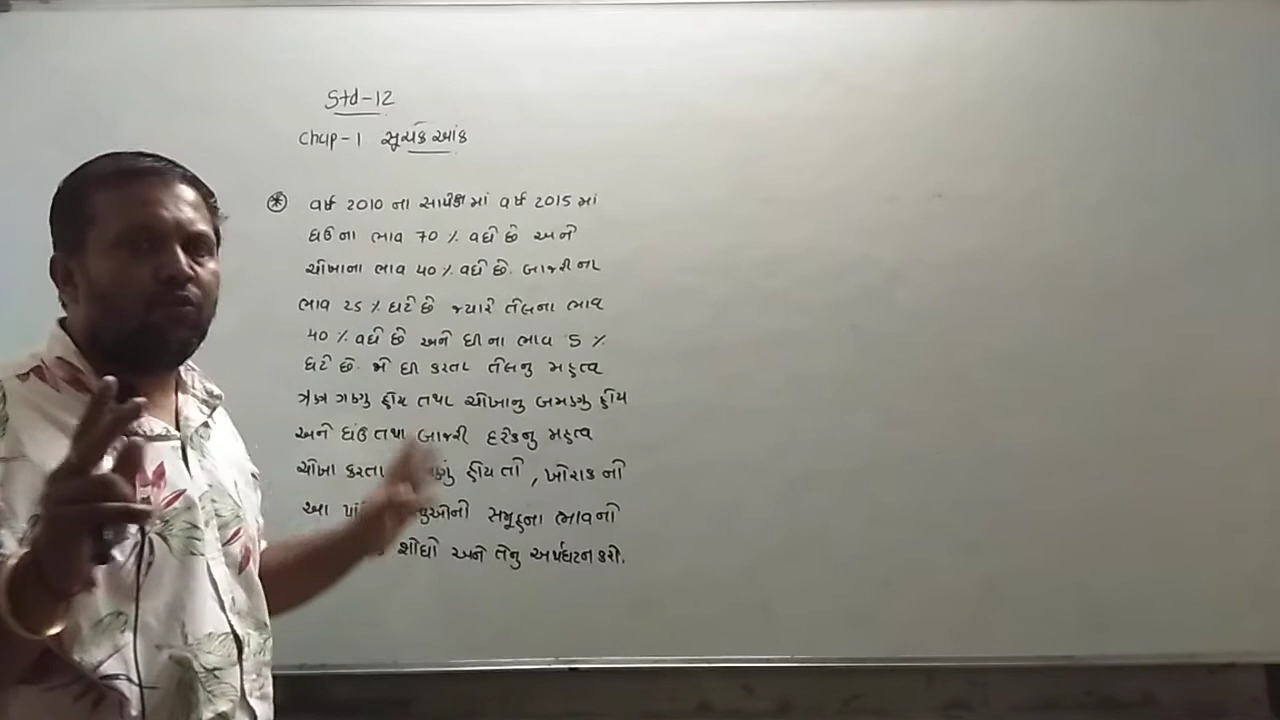 Std-12
Chap-1 સૂચક આંક
* વર્ષ 2010 ના સાપેક્ષમાં વર્ષ 2015 માં
ઘઉંના ભાવ 70 % વધે છે અને
ચોખાના ભાવ 40 % વધે છે. બાજરીના
ભાવ 25 % ઘટે છે જ્યારે તેલના ભાવ
40 % વધે છે અને ઘીના ભાવ 5 %
ઘટે છે. જો ઘી કરતા તેલનુ મહત્વ
ત્રણ ગણુ હોય તથા ચોખાનુ બમણુ હોય
અને ઘઉં તથા બાજરી દરેકનુ મહત્વ
ચોખા કરતા હોય તો, ખોરાક ની
આ સમૂહના ભાવનો
શોધો અને તેનુ અર્થઘટન કરો.